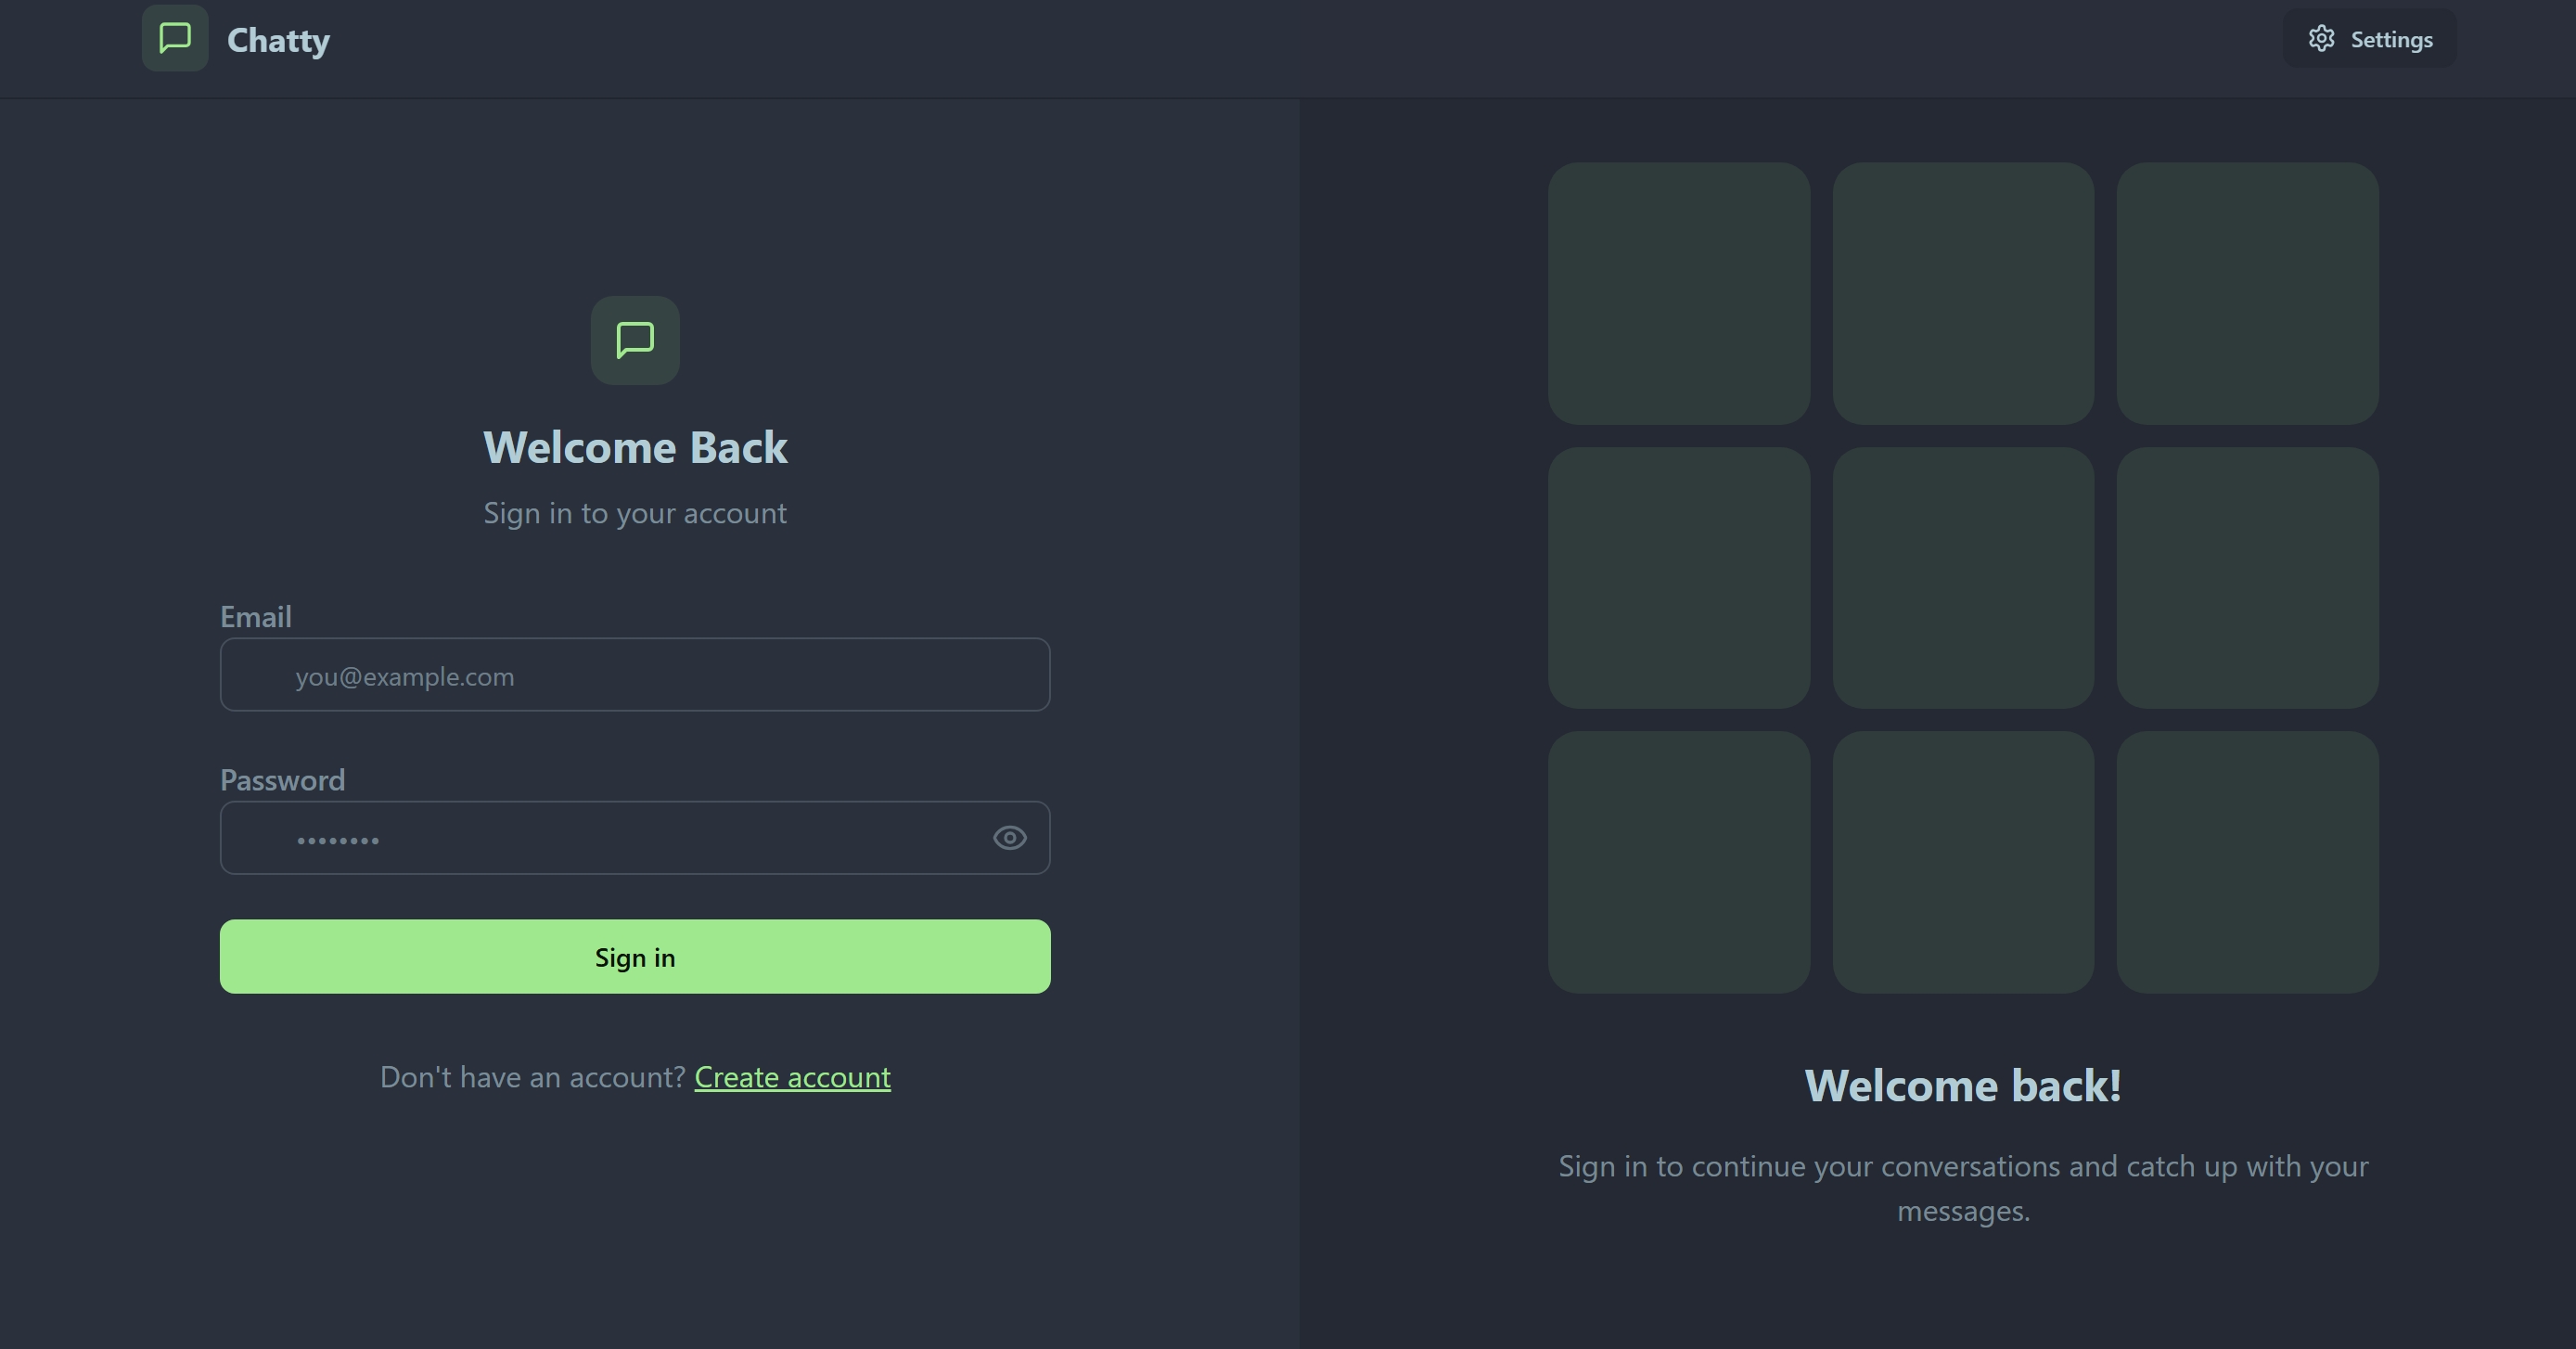 Chatty
Settings
Welcome Back
Sign in to your account
Email
you@example.com
Password
••••••••
Sign in
Don't have an account? Create account
Welcome back!
Sign in to continue your conversations and catch up with your
messages.